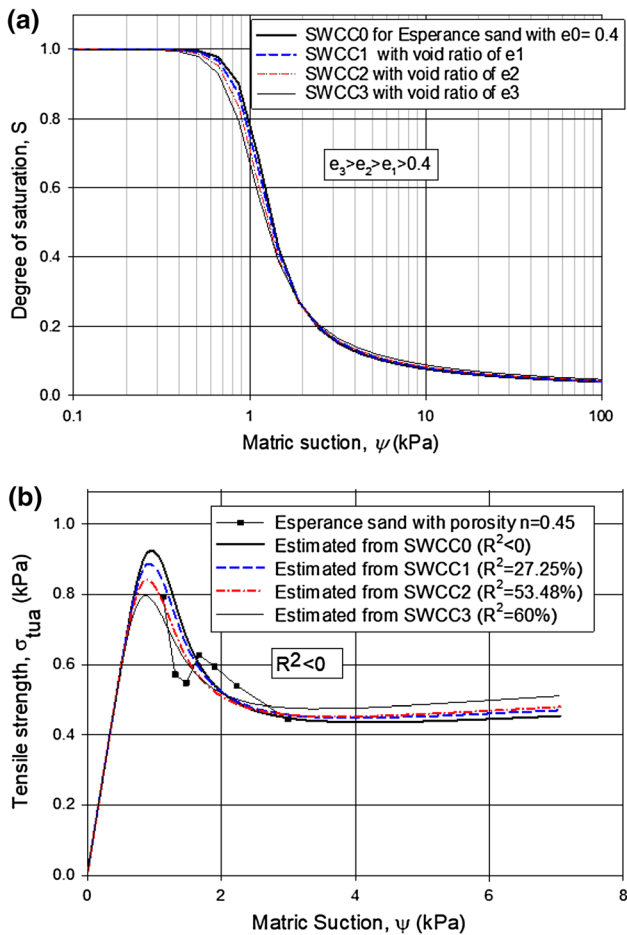 (a)
SWCC0 for Esperance sand with e0= 0.4
SWCC1 with void ratio of e1
SWCC2 with void ratio of e2
SWCC3 with void ratio of e3
e3>e2>e1>0.4
Degree of saturation, S
1.0
0.8
0.6
0.4
0.2
0.0
0.1
1
10
100
Matric suction, ψ (kPa)
(b)
Esperance sand with porosity n=0.45
Estimated from SWCC0 (R²<0)
Estimated from SWCC1 (R²=27.25%)
Estimated from SWCC2 (R²=53.48%)
Estimated from SWCC3 (R²=60%)
R²<0
Tensile strength, σtua (kPa)
1.0
0.8
0.6
0.4
0.2
0.0
0
2
4
6
8
Matric Suction, ψ (kPa)